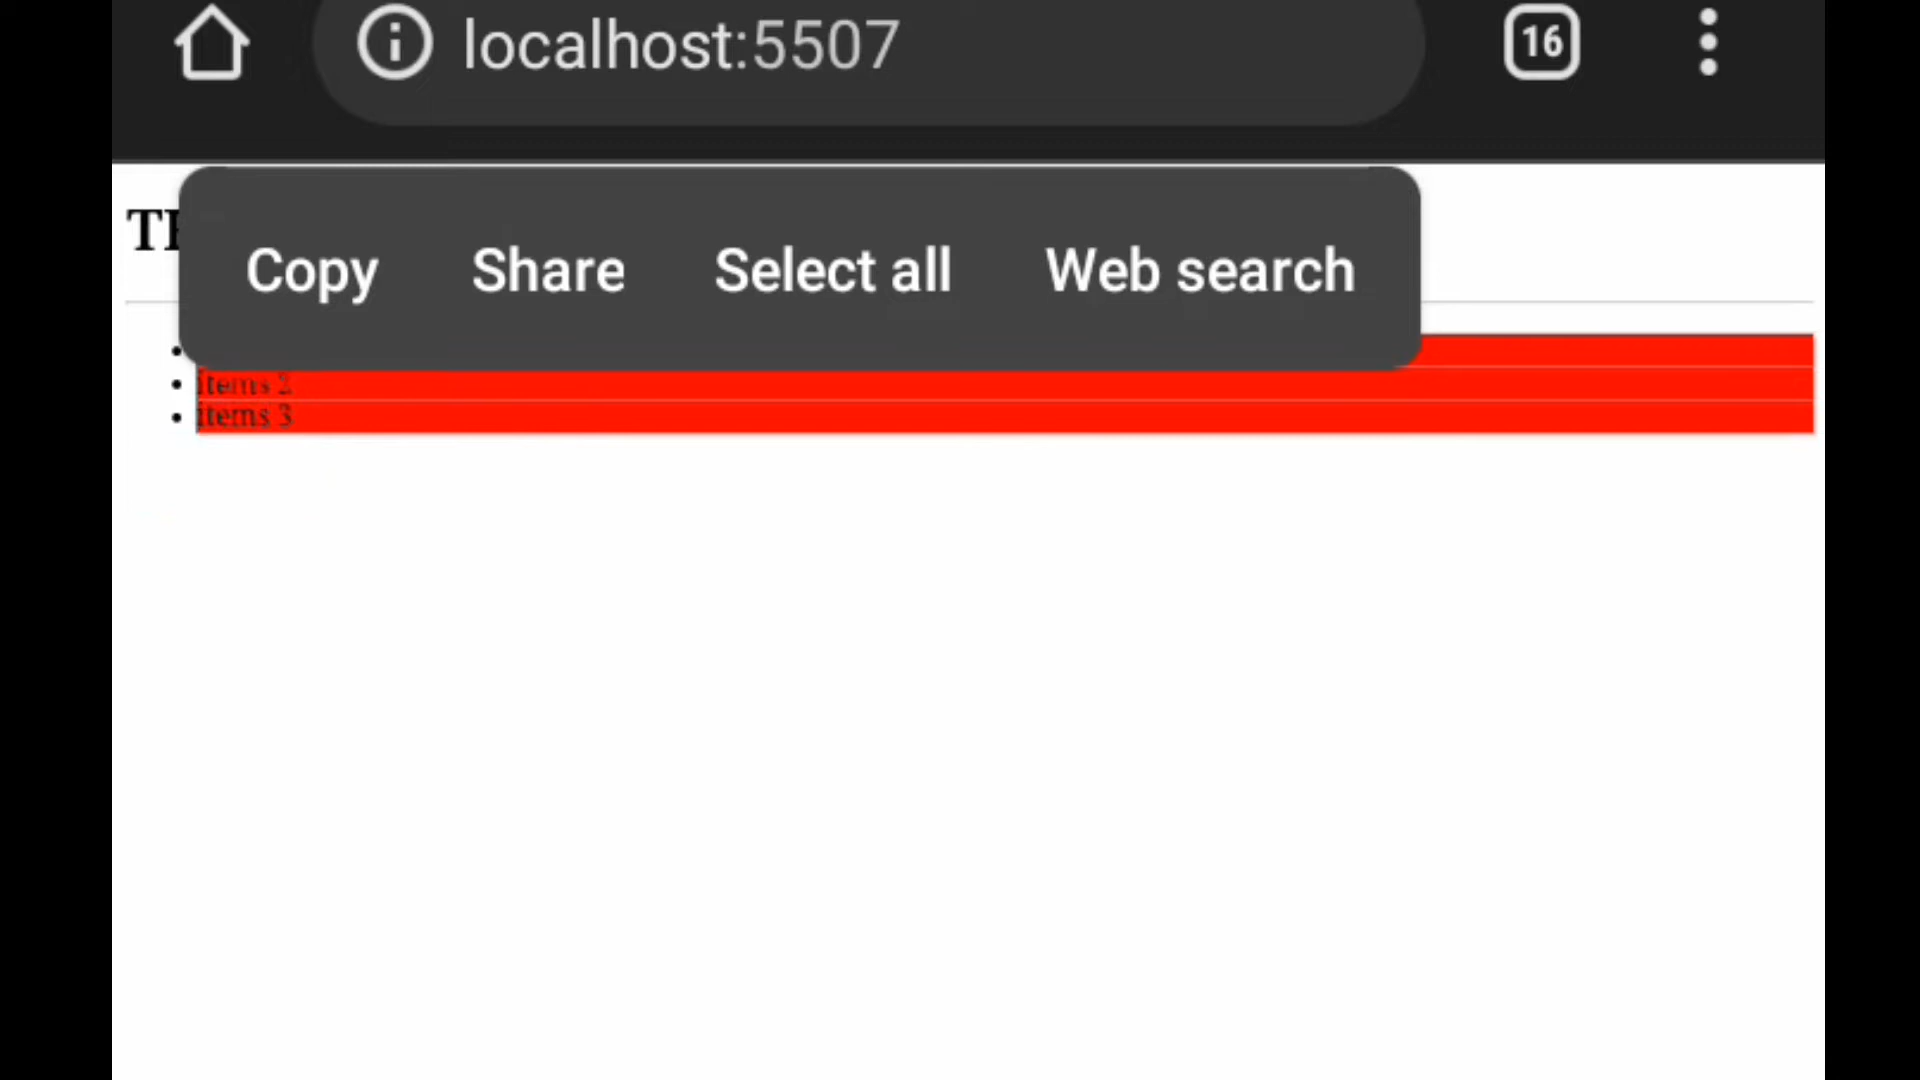 localhost:5507
16
Copy Share Select all Web search
items 2
items 3